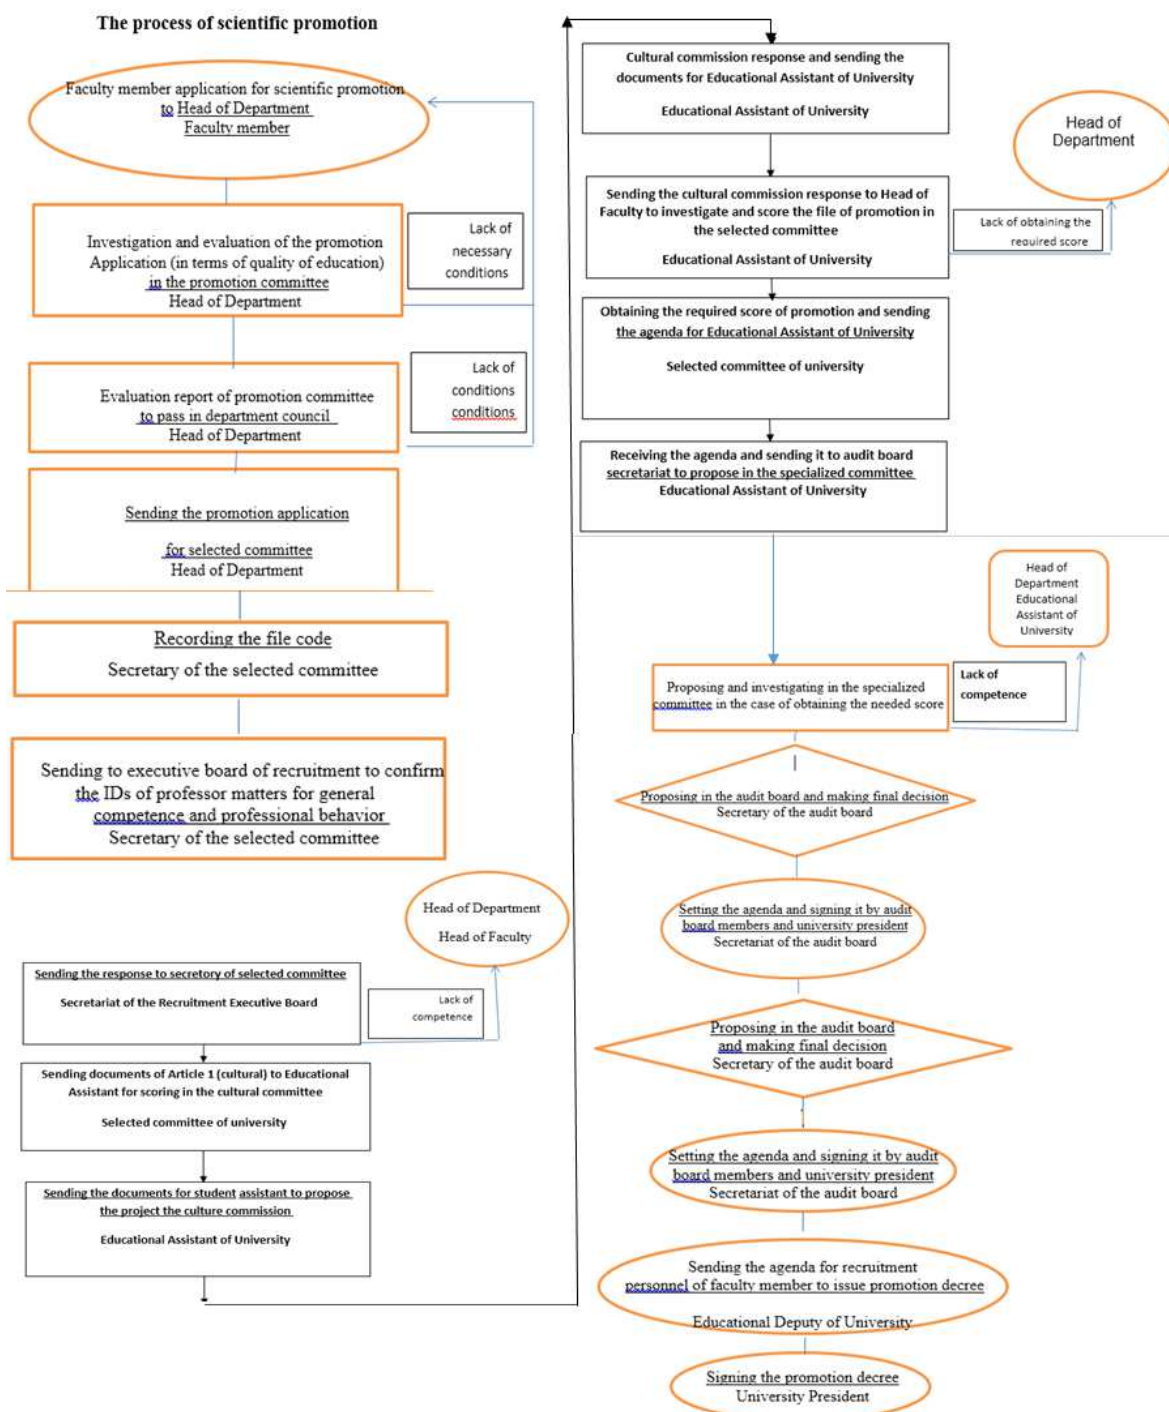 The process of scientific promotion
Faculty member application for scientific promotion
to Head of Department
Faculty member
Investigation and evaluation of the promotion
Application (in terms of quality of education)
in the promotion committee
Head of Department
Lack of
necessary
conditions
Evaluation report of promotion committee
to pass in department council
Head of Department
Lack of
conditions
conditions
Sending the promotion application
for selected committee
Head of Department
Recording the file code
Secretary of the selected committee
Sending to executive board of recruitment to confirm
the IDs of professor matters for general
competence and professional behavior
Secretary of the selected committee
Head of Department
Head of Faculty
Sending the response to secretory of selected committee
Secretariat of the Recruitment Executive Board
Lack of
competence
Sending documents of Article 1 (cultural) to Educational
Assistant for scoring in the cultural committee
Selected committee of university
Sending the documents for student assistant to propose
the project the culture commission
Educational Assistant of University
Cultural commission response and sending the
documents for Educational Assistant of University
Educational Assistant of University
Head of
Department
Sending the cultural commission response to Head of
Faculty to investigate and score the file of promotion in
the selected committee
Educational Assistant of University
Lack of obtaining the
required score
Obtaining the required score of promotion and sending
the agenda for Educational Assistant of University
Selected committee of university
Receiving the agenda and sending it to audit board
secretariat to propose in the specialized committee
Educational Assistant of University
Head of
Department
Educational
Assistant of
University
Proposing and investigating in the specialized
committee in the case of obtaining the needed score
Lack of
competence
Proposing in the audit board and making final decision
Secretary of the audit board
Setting the agenda and signing it by audit
board members and university president
Secretariat of the audit board
Proposing in the audit board
and making final decision
Secretary of the audit board
Setting the agenda and signing it by audit
board members and university president
Secretariat of the audit board
Sending the agenda for recruitment
personnel of faculty member to issue promotion decree
Educational Deputy of University
Signing the promotion decree
University President